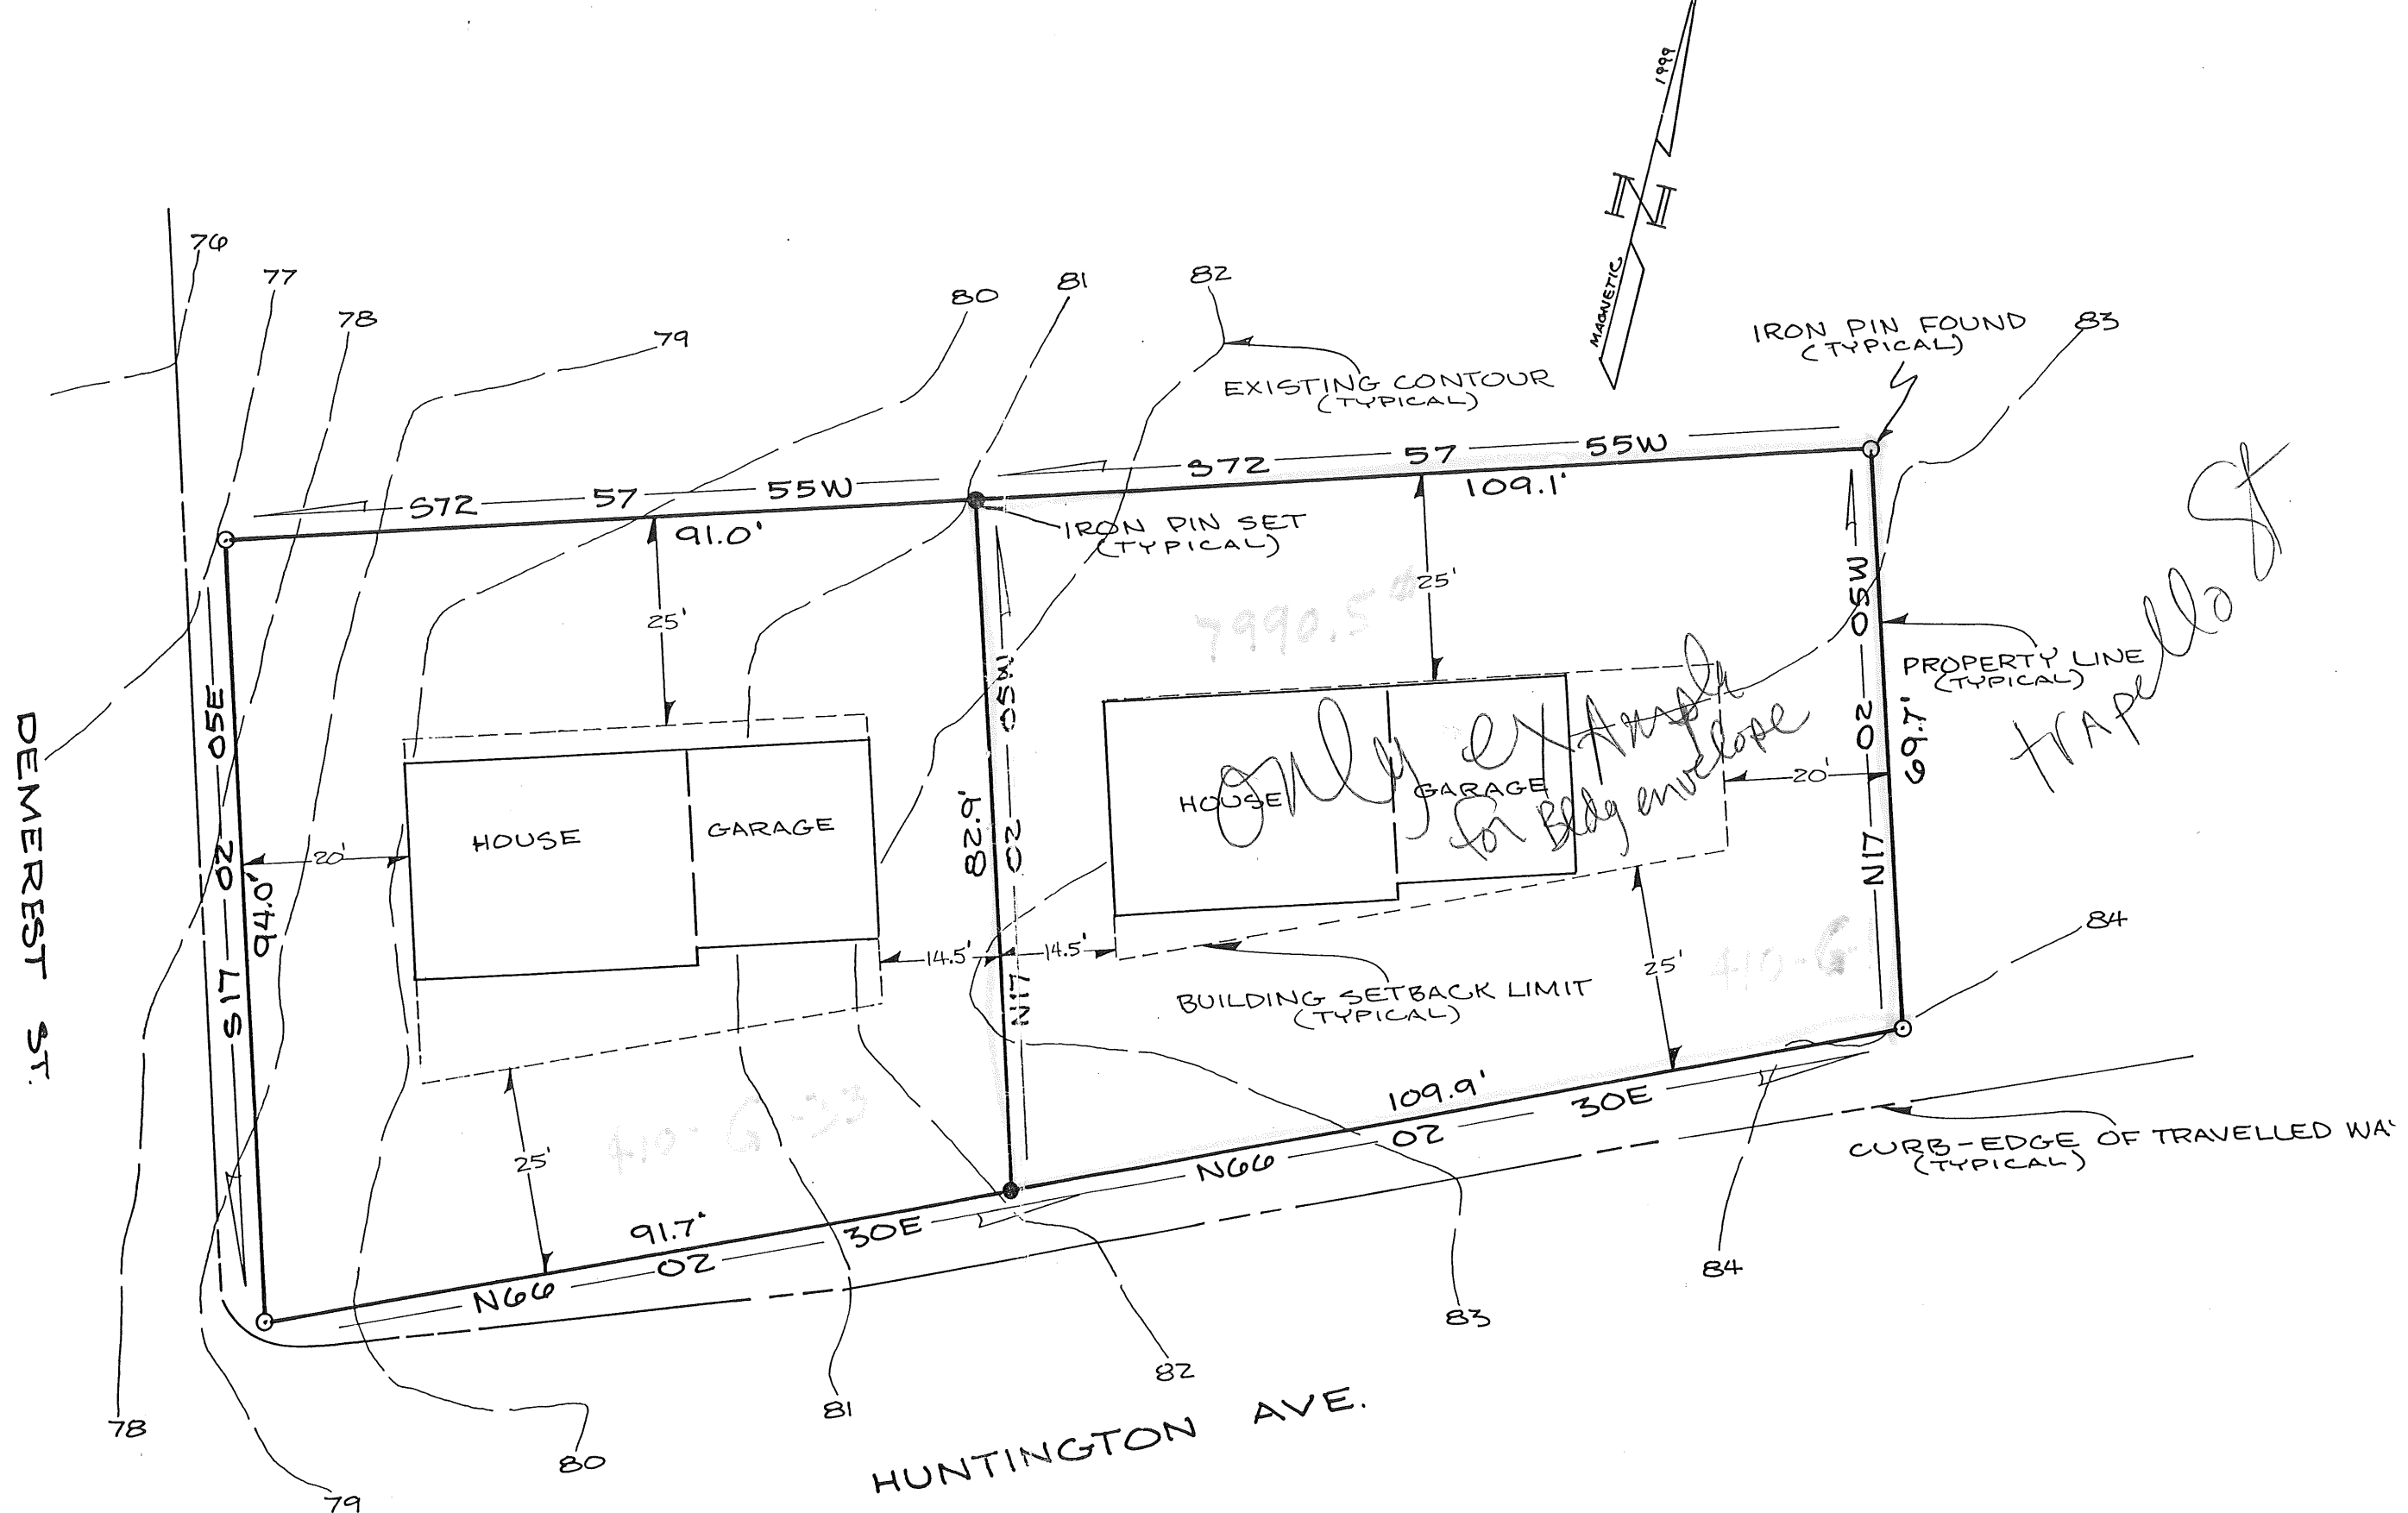 1999
N
MAGNETIC
76
77
78
79
80
81
82
83
IRON PIN FOUND
(TYPICAL)
EXISTING CONTOUR
(TYPICAL)
S72 57 55W
91.0'
S72 57 55W
109.1'
IRON PIN SET
(TYPICAL)
25'
25'
7990.5
trapello St.
PROPERTY LINE
(TYPICAL)
N17 02 05W
69.7'
S17 02 05E
94.0'
N17 02 05W
82.9'
DEMEREST ST.
HOUSE
GARAGE
HOUSE
GARAGE
only exAmple
for Bldg envelope
20'
20'
14.5'
14.5'
BUILDING SETBACK LIMIT
(TYPICAL)
25'
25'
410-G
410-G-33
84
91.7'
N66 02 30E
109.9'
N66 02 30E
CURB-EDGE OF TRAVELLED WA
(TYPICAL)
78
79
80
81
82
83
84
HUNTINGTON AVE.